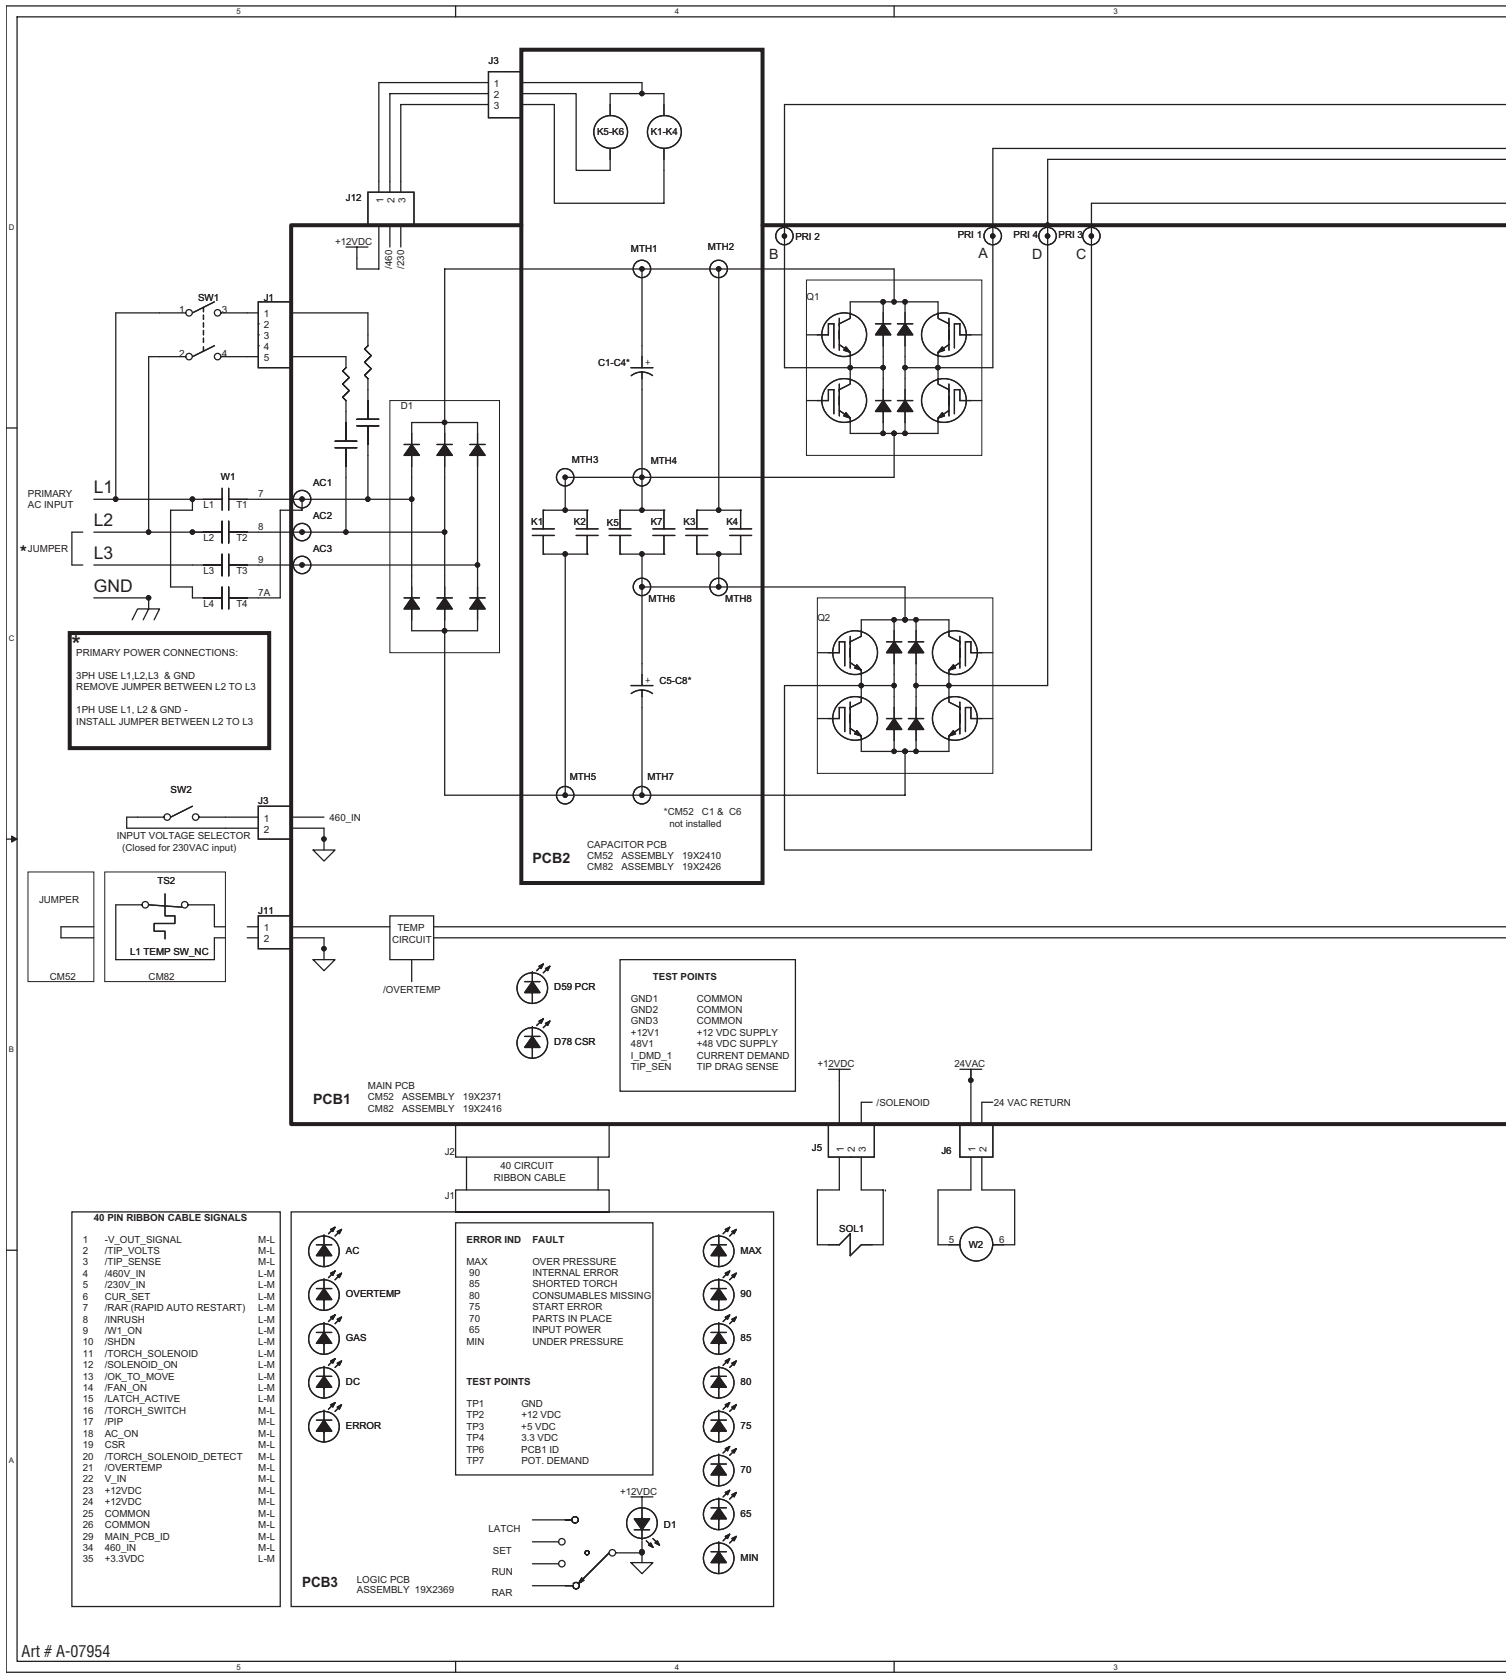 5
4
3
J3
1
2
3
K5-K6
K1-K4
J12
1 2 3
+12VDC
/460
/230
D
PRI 2
B
PRI 1
A
PRI 4
D
PRI 3
C
MTH1
MTH2
SW1
1
3
2
4
J1
1
2
3
4
5
Q1
C1-C4*
+
D1
MTH3
MTH4
W1
PRIMARY
AC INPUT
L1
L1
T1
7
AC1
L2
L2
T2
8
AC2
*JUMPER
L3
L3
T3
9
AC3
GND
L4
T4
7A
K1
K2
K5
K7
K3
K4
MTH6
MTH8
Q2
C
*
PRIMARY POWER CONNECTIONS:
3PH USE L1,L2,L3 & GND
REMOVE JUMPER BETWEEN L2 TO L3
1PH USE L1, L2 & GND -
INSTALL JUMPER BETWEEN L2 TO L3
+
C5-C8*
MTH5
MTH7
*CM52 C1 & C6
not installed
SW2
J3
1
2
460_IN
INPUT VOLTAGE SELECTOR
(Closed for 230VAC input)
PCB2
CAPACITOR PCB
CM52 ASSEMBLY 19X2410
CM82 ASSEMBLY 19X2426
JUMPER
CM52
TS2
L1 TEMP SW_NC
CM82
J11
1
2
TEMP
CIRCUIT
/OVERTEMP
D59 PCR
D78 CSR
TEST POINTS
GND1 COMMON
GND2 COMMON
GND3 COMMON
+12V1 +12 VDC SUPPLY
48V1 +48 VDC SUPPLY
I_DMD_1 CURRENT DEMAND
TIP_SEN TIP DRAG SENSE
B
PCB1
MAIN PCB
CM52 ASSEMBLY 19X2371
CM82 ASSEMBLY 19X2416
+12VDC
/SOLENOID
24VAC
24 VAC RETURN
J5
1 2 3
J6
1 2
SOL1
5
W2
6
J2
40 CIRCUIT
RIBBON CABLE
J1
40 PIN RIBBON CABLE SIGNALS
1 -V_OUT_SIGNAL M-L
2 /TIP_VOLTS M-L
3 /TIP_SENSE M-L
4 /460V_IN L-M
5 /230V_IN L-M
6 CUR_SET L-M
7 /RAR (RAPID AUTO RESTART) L-M
8 /INRUSH L-M
9 /W1_ON L-M
10 /SHDN L-M
11 /TORCH_SOLENOID L-M
12 /SOLENOID_ON L-M
13 /OK_TO_MOVE L-M
14 /FAN_ON L-M
15 /LATCH_ACTIVE L-M
16 /TORCH_SWITCH M-L
17 /PIP M-L
18 AC_ON M-L
19 CSR M-L
20 /TORCH_SOLENOID_DETECT M-L
21 /OVERTEMP M-L
22 V_IN M-L
23 +12VDC M-L
24 +12VDC M-L
25 COMMON M-L
26 COMMON M-L
29 MAIN_PCB_ID M-L
34 460_IN M-L
35 +3.3VDC L-M
AC
OVERTEMP
GAS
DC
ERROR
ERROR IND FAULT
MAX OVER PRESSURE
90 INTERNAL ERROR
85 SHORTED TORCH
80 CONSUMABLES MISSING
75 START ERROR
70 PARTS IN PLACE
65 INPUT POWER
MIN UNDER PRESSURE
TEST POINTS
TP1 GND
TP2 +12 VDC
TP3 +5 VDC
TP4 3.3 VDC
TP6 PCB1 ID
TP7 POT. DEMAND
MAX
90
85
80
75
70
65
MIN
+12VDC
D1
LATCH
SET
RUN
RAR
PCB3
LOGIC PCB
ASSEMBLY 19X2369
A
Art # A-07954
5
4
3